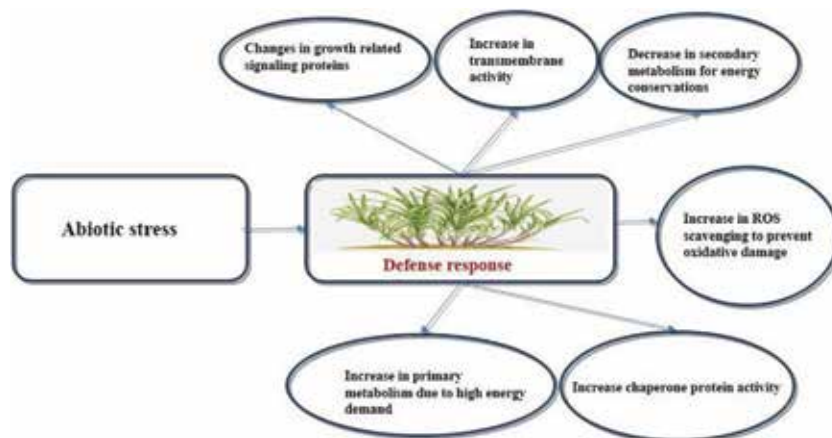 Changes in growth related
signaling proteins
Increase in
transmembrane
activity
Decrease in secondary
metabolism for energy
conservations
Abiotic stress
Defense response
Increase in ROS
scavenging to prevent
oxidative damage
Increase in primary
metabolism due to high energy
demand
Increase chaperone protein activity